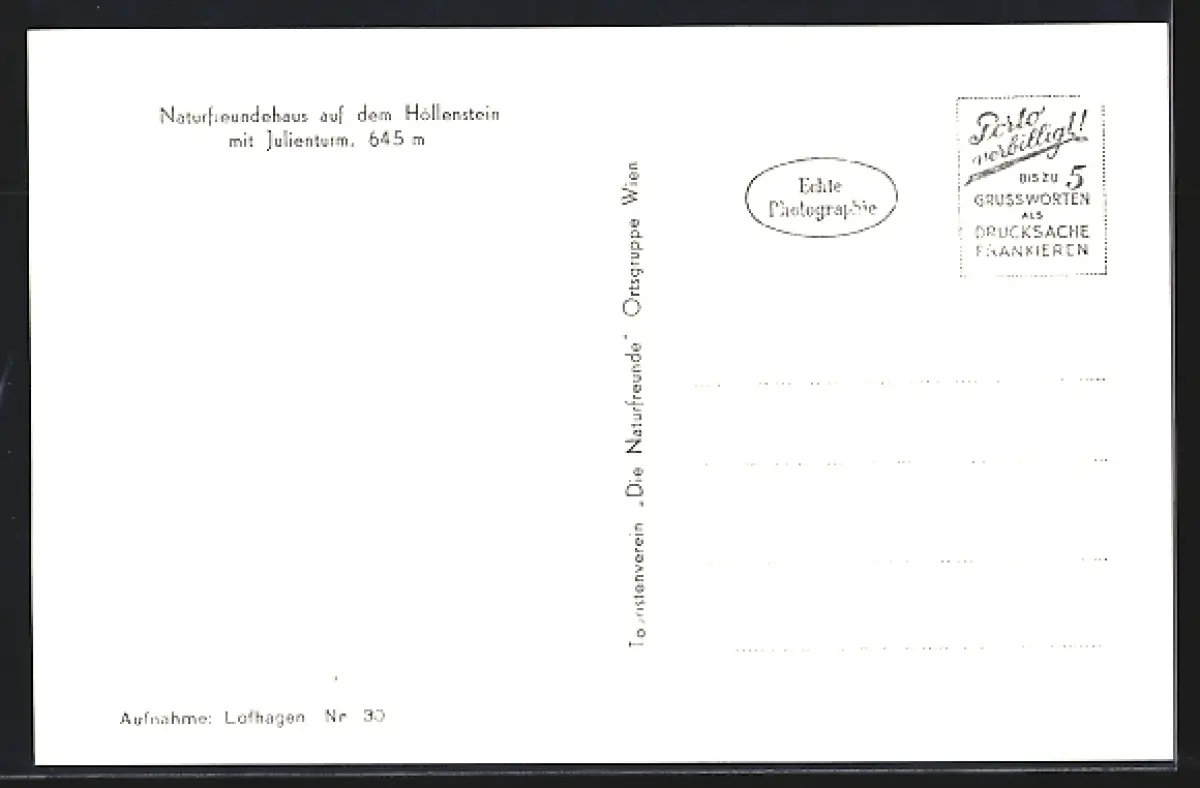 Naturfreundehaus auf dem Höllenstein
mit Julienturm, 645 m
Touristenverein „Die Naturfreunde" Ortsgruppe Wien
Echte
Photographie
Porto
verbilligt!
BIS ZU 5
GRUSSWORTEN
ALS
DRUCKSACHE
FRANKIEREN
Aufnahme: Lofhagen Nr 30